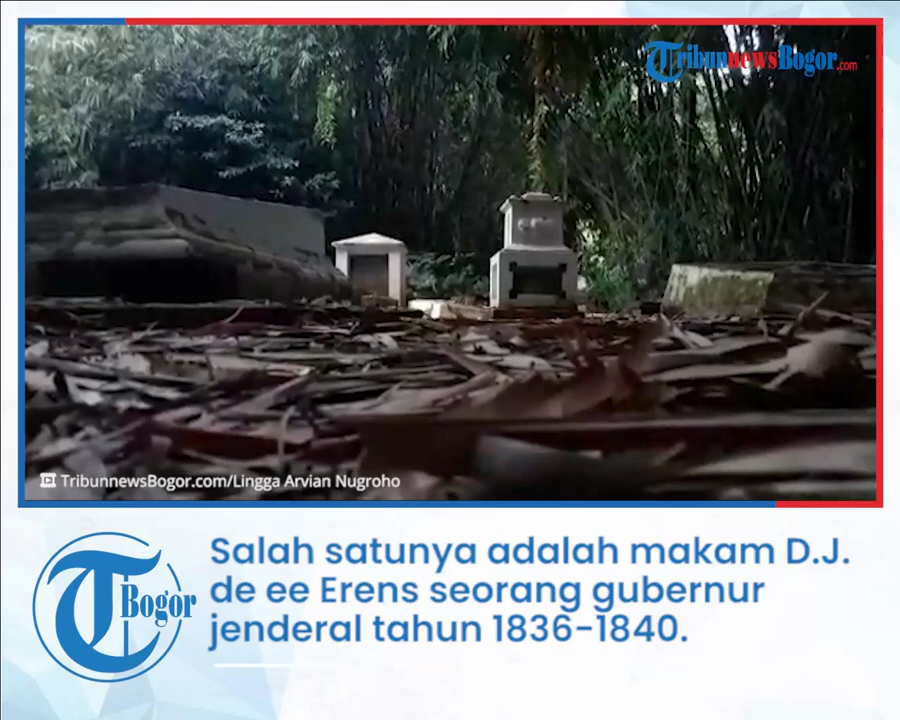 TribunnewsBogor.com
TribunnewsBogor.com/Lingga Arvian Nugroho
T Bogor
Salah satunya adalah makam D.J.
de ee Erens seorang gubernur
jenderal tahun 1836-1840.